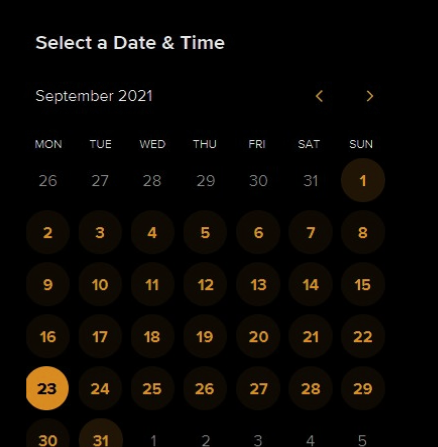 Select a Date & Time
September 2021
MON TUE WED THU FRI SAT SUN
26 27 28 29 30 31 1
2 3 4 5 6 7 8
9 10 11 12 13 14 15
16 17 18 19 20 21 22
23 24 25 26 27 28 29
30 31 1 2 3 4 5